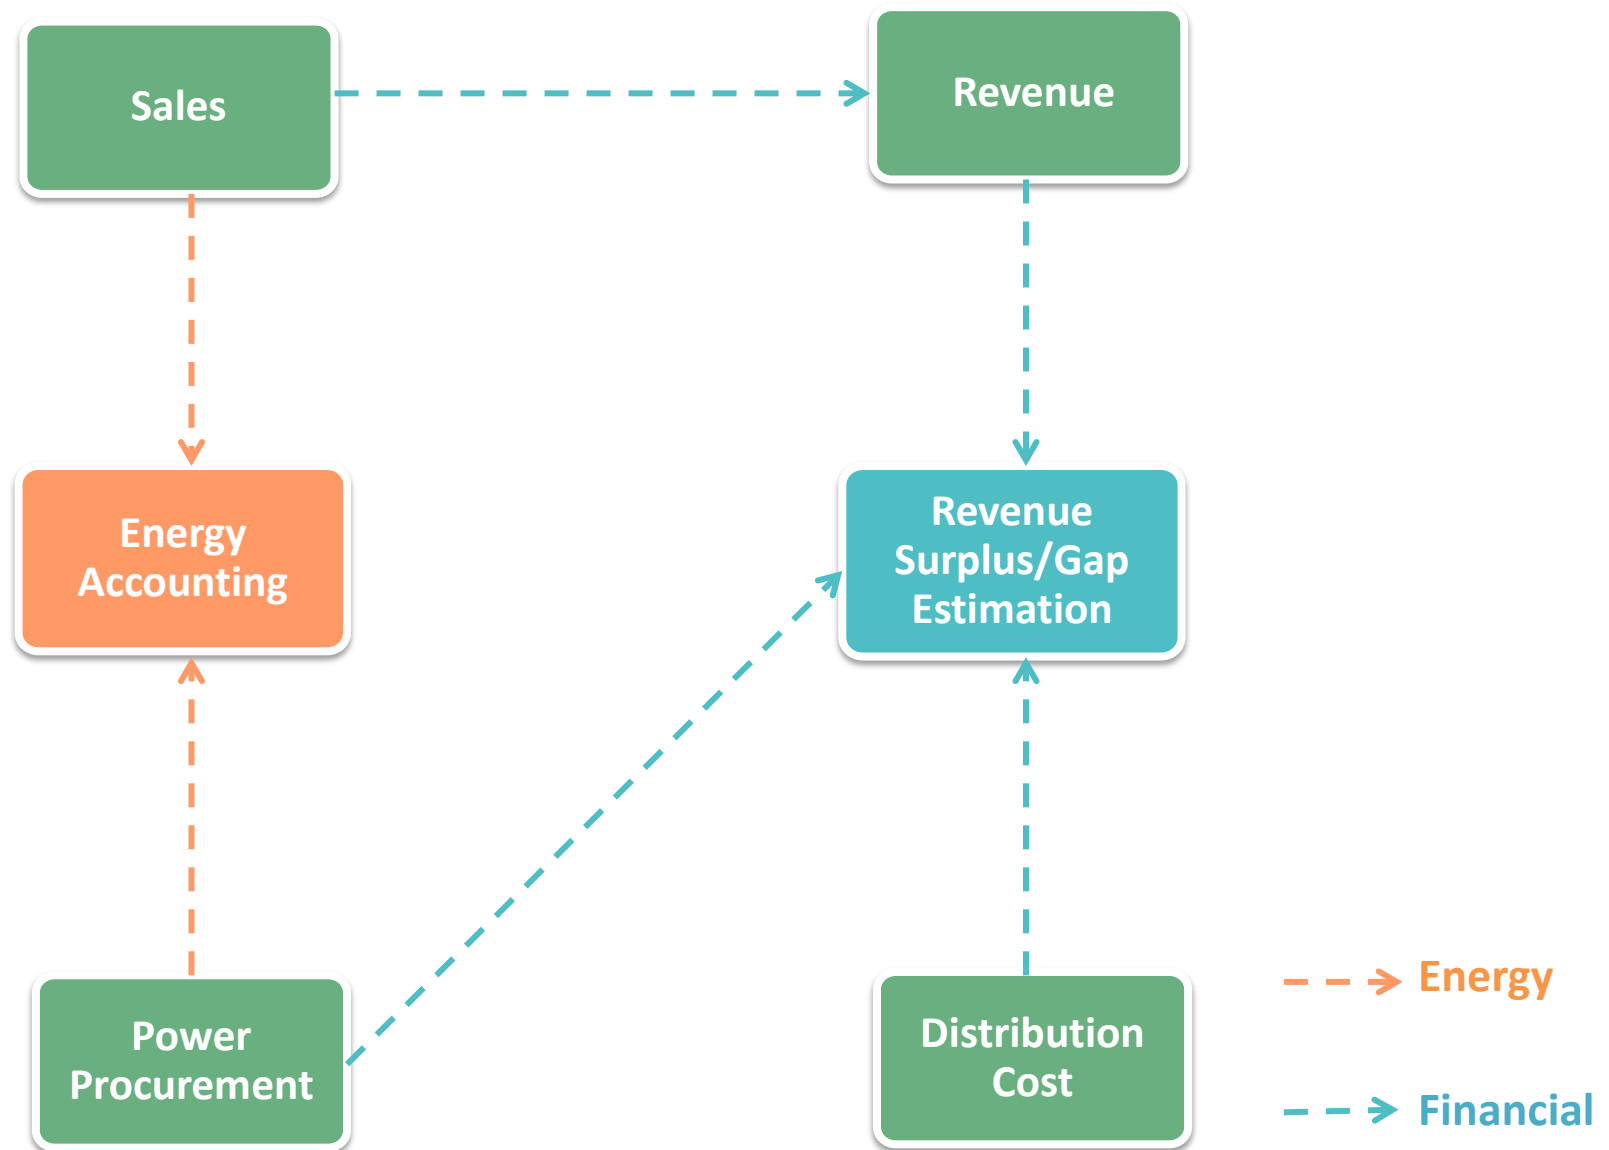 Sales
Revenue
Energy
Accounting
Revenue
Surplus/Gap
Estimation
Power
Procurement
Distribution
Cost
Energy
Financial